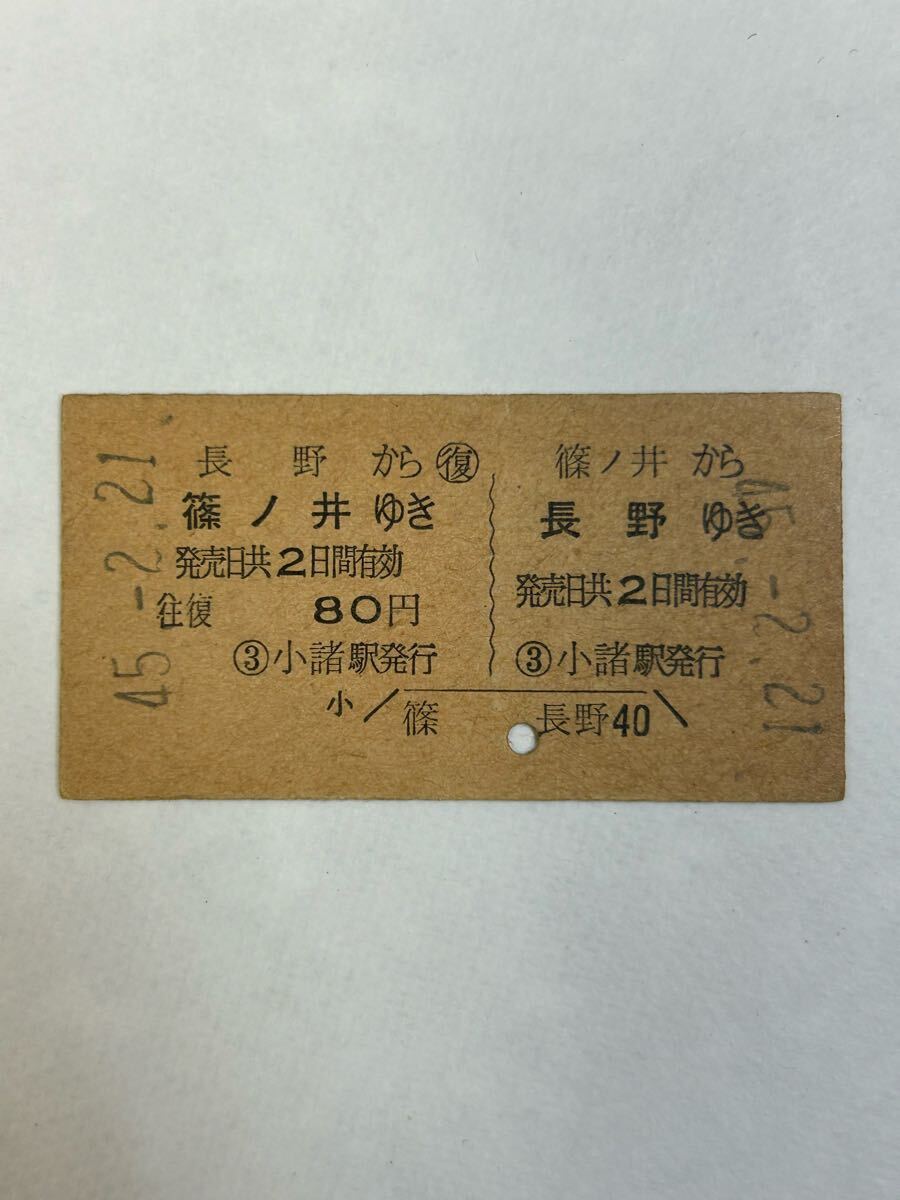 長野から㊝
篠ノ井ゆき
発売日共2日間有効
往復 80円
③小諸駅発行
篠ノ井から
長野ゆき
発売日共2日間有効
③小諸駅発行
小 篠 長野40
45-2.21
45-2.21